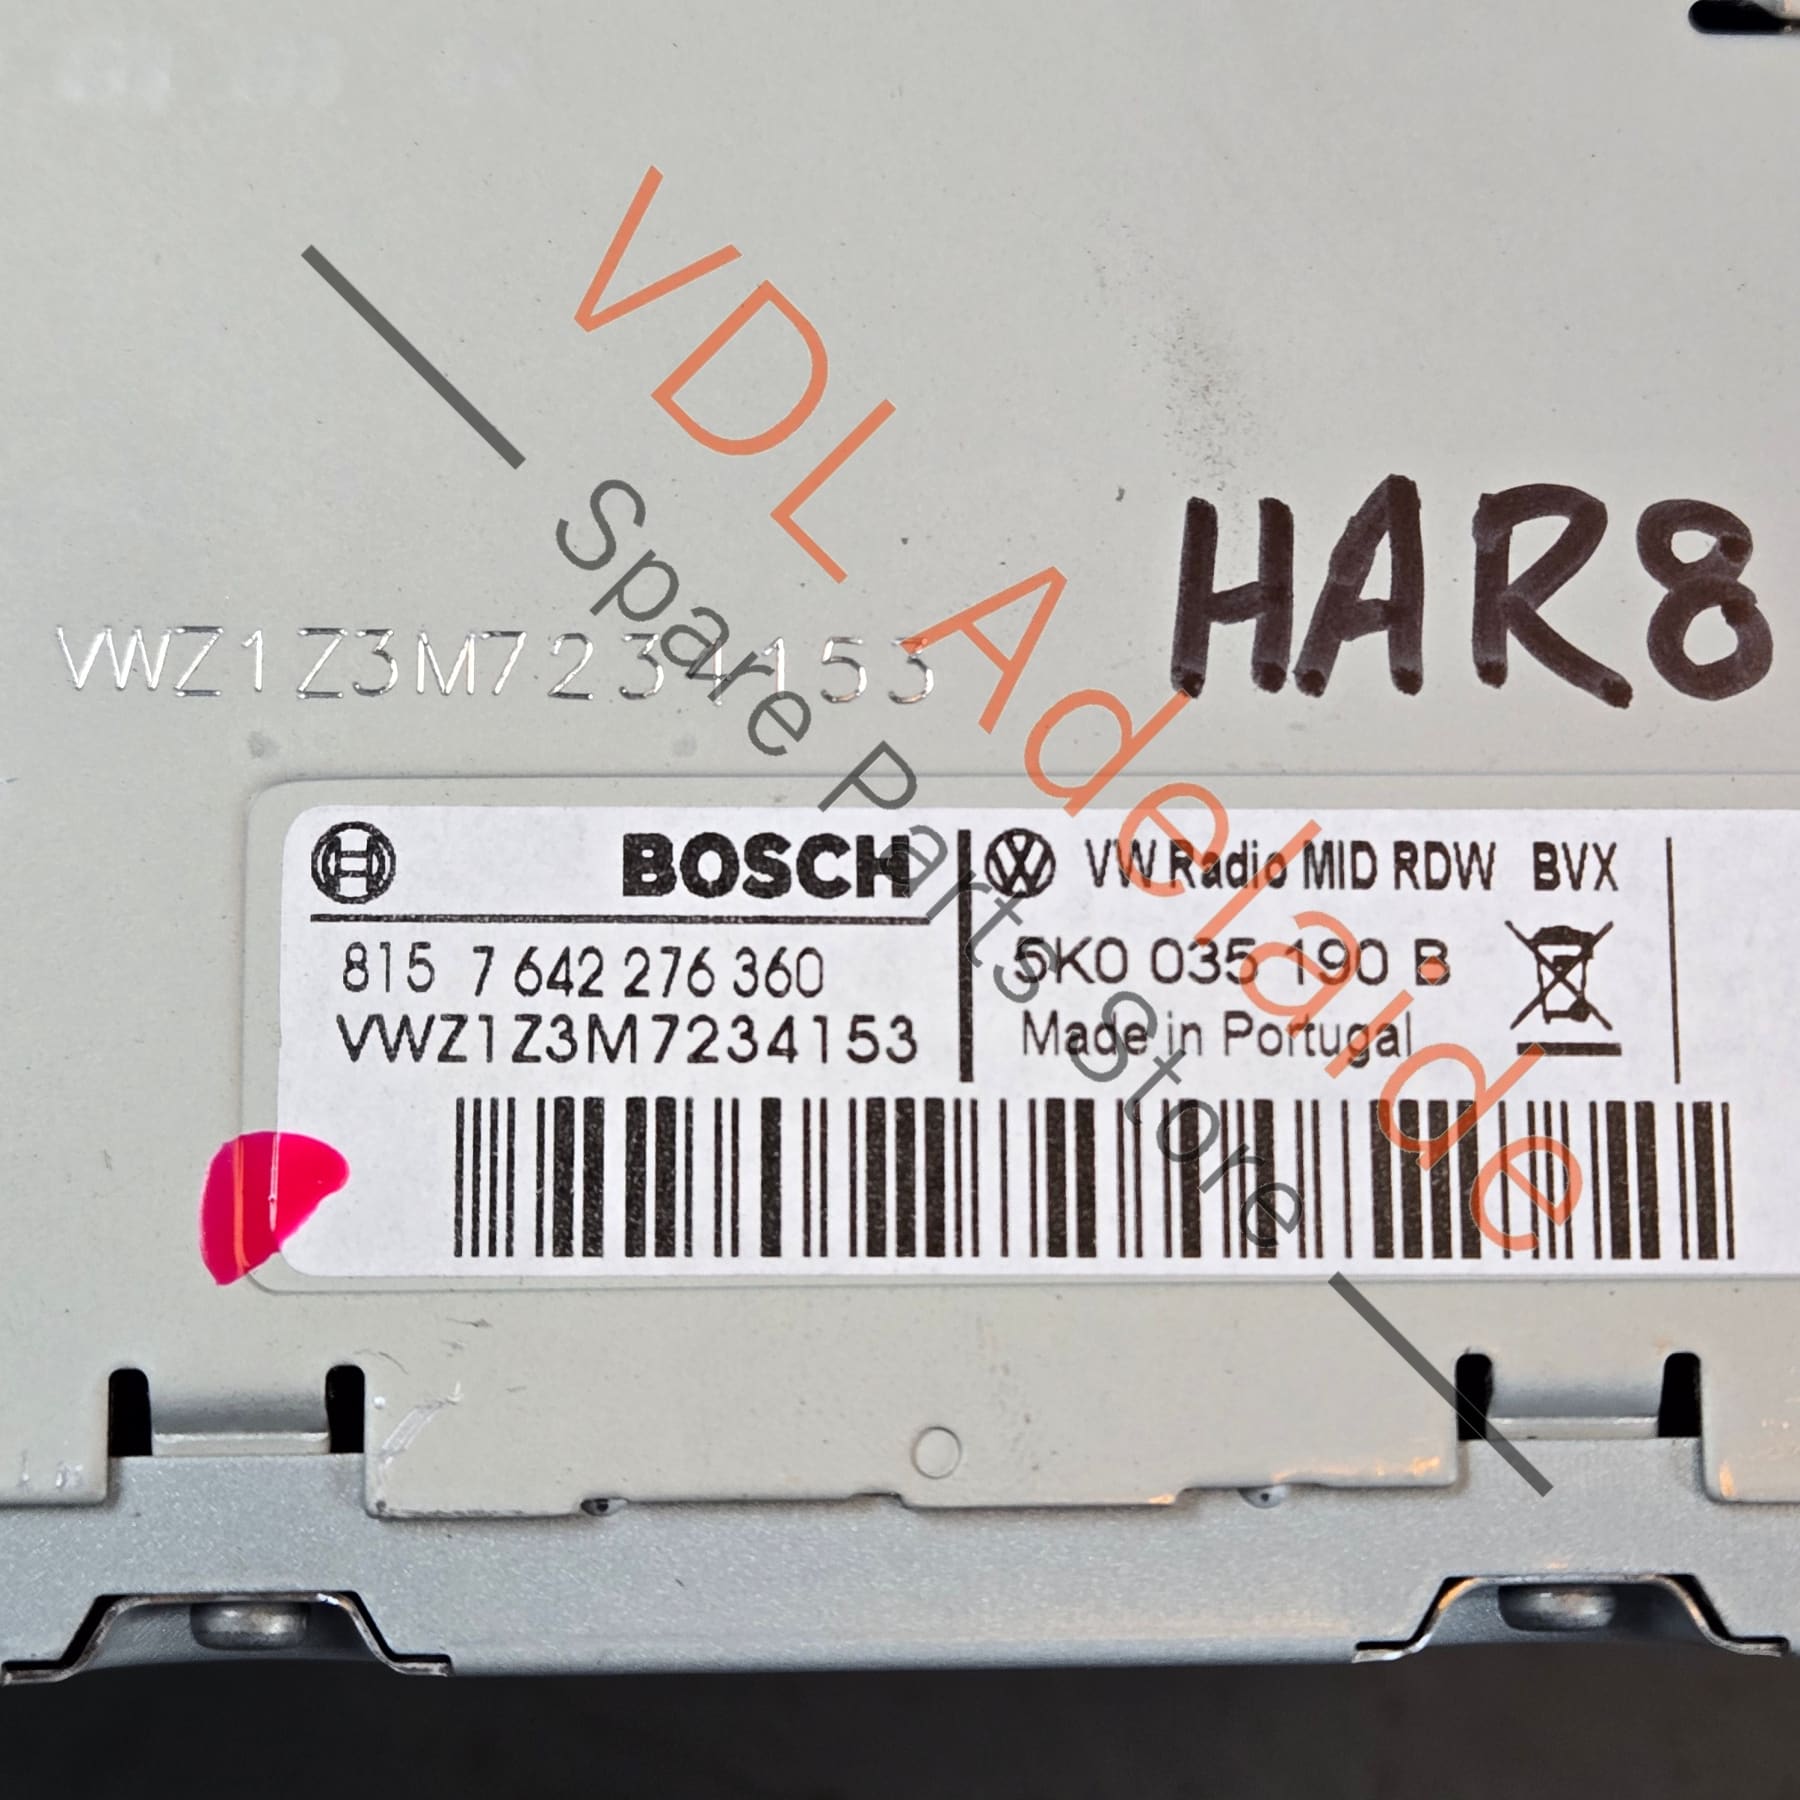 VDL Adelaide
Spare Parts Store
HAR8
VWZ1Z3M7234153
BOSCH
VW Radio MID RDW BVX
815 7 642 276 360
5K0 035 190 B
VWZ1Z3M7234153
Made in Portugal